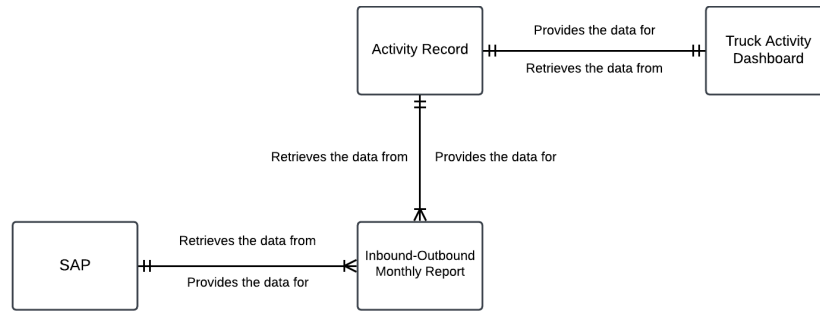 Activity Record
Provides the data for
Retrieves the data from
Truck Activity
Dashboard
Retrieves the data from
Provides the data for
SAP
Retrieves the data from
Provides the data for
Inbound-Outbound
Monthly Report